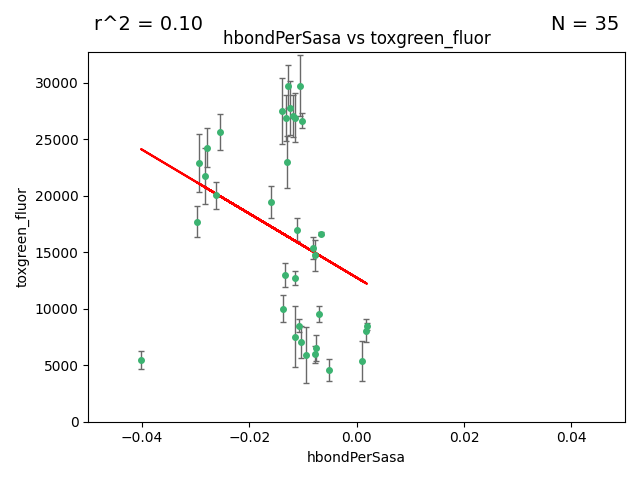 r^2 = 0.10
N = 35
hbondPerSasa vs toxgreen_fluor
30000
25000
20000
15000
10000
5000
0
toxgreen_fluor
−0.04
−0.02
0.00
0.02
0.04
hbondPerSasa